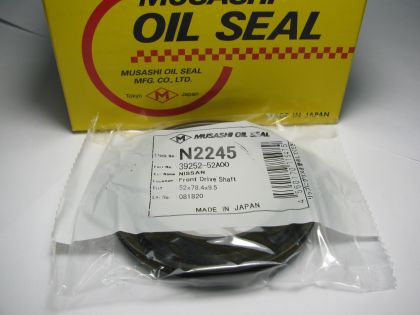 MUSASHI
OIL SEAL
MUSASHI OIL SEAL
MFG. CO., LTD.
Tokyo M Japan
MADE IN JAPAN
M MUSASHI OIL SEAL
N2245
39252-52A00
NISSAN
Front Drive Shaft
52x78.4x9.5
081820
MADE IN JAPAN